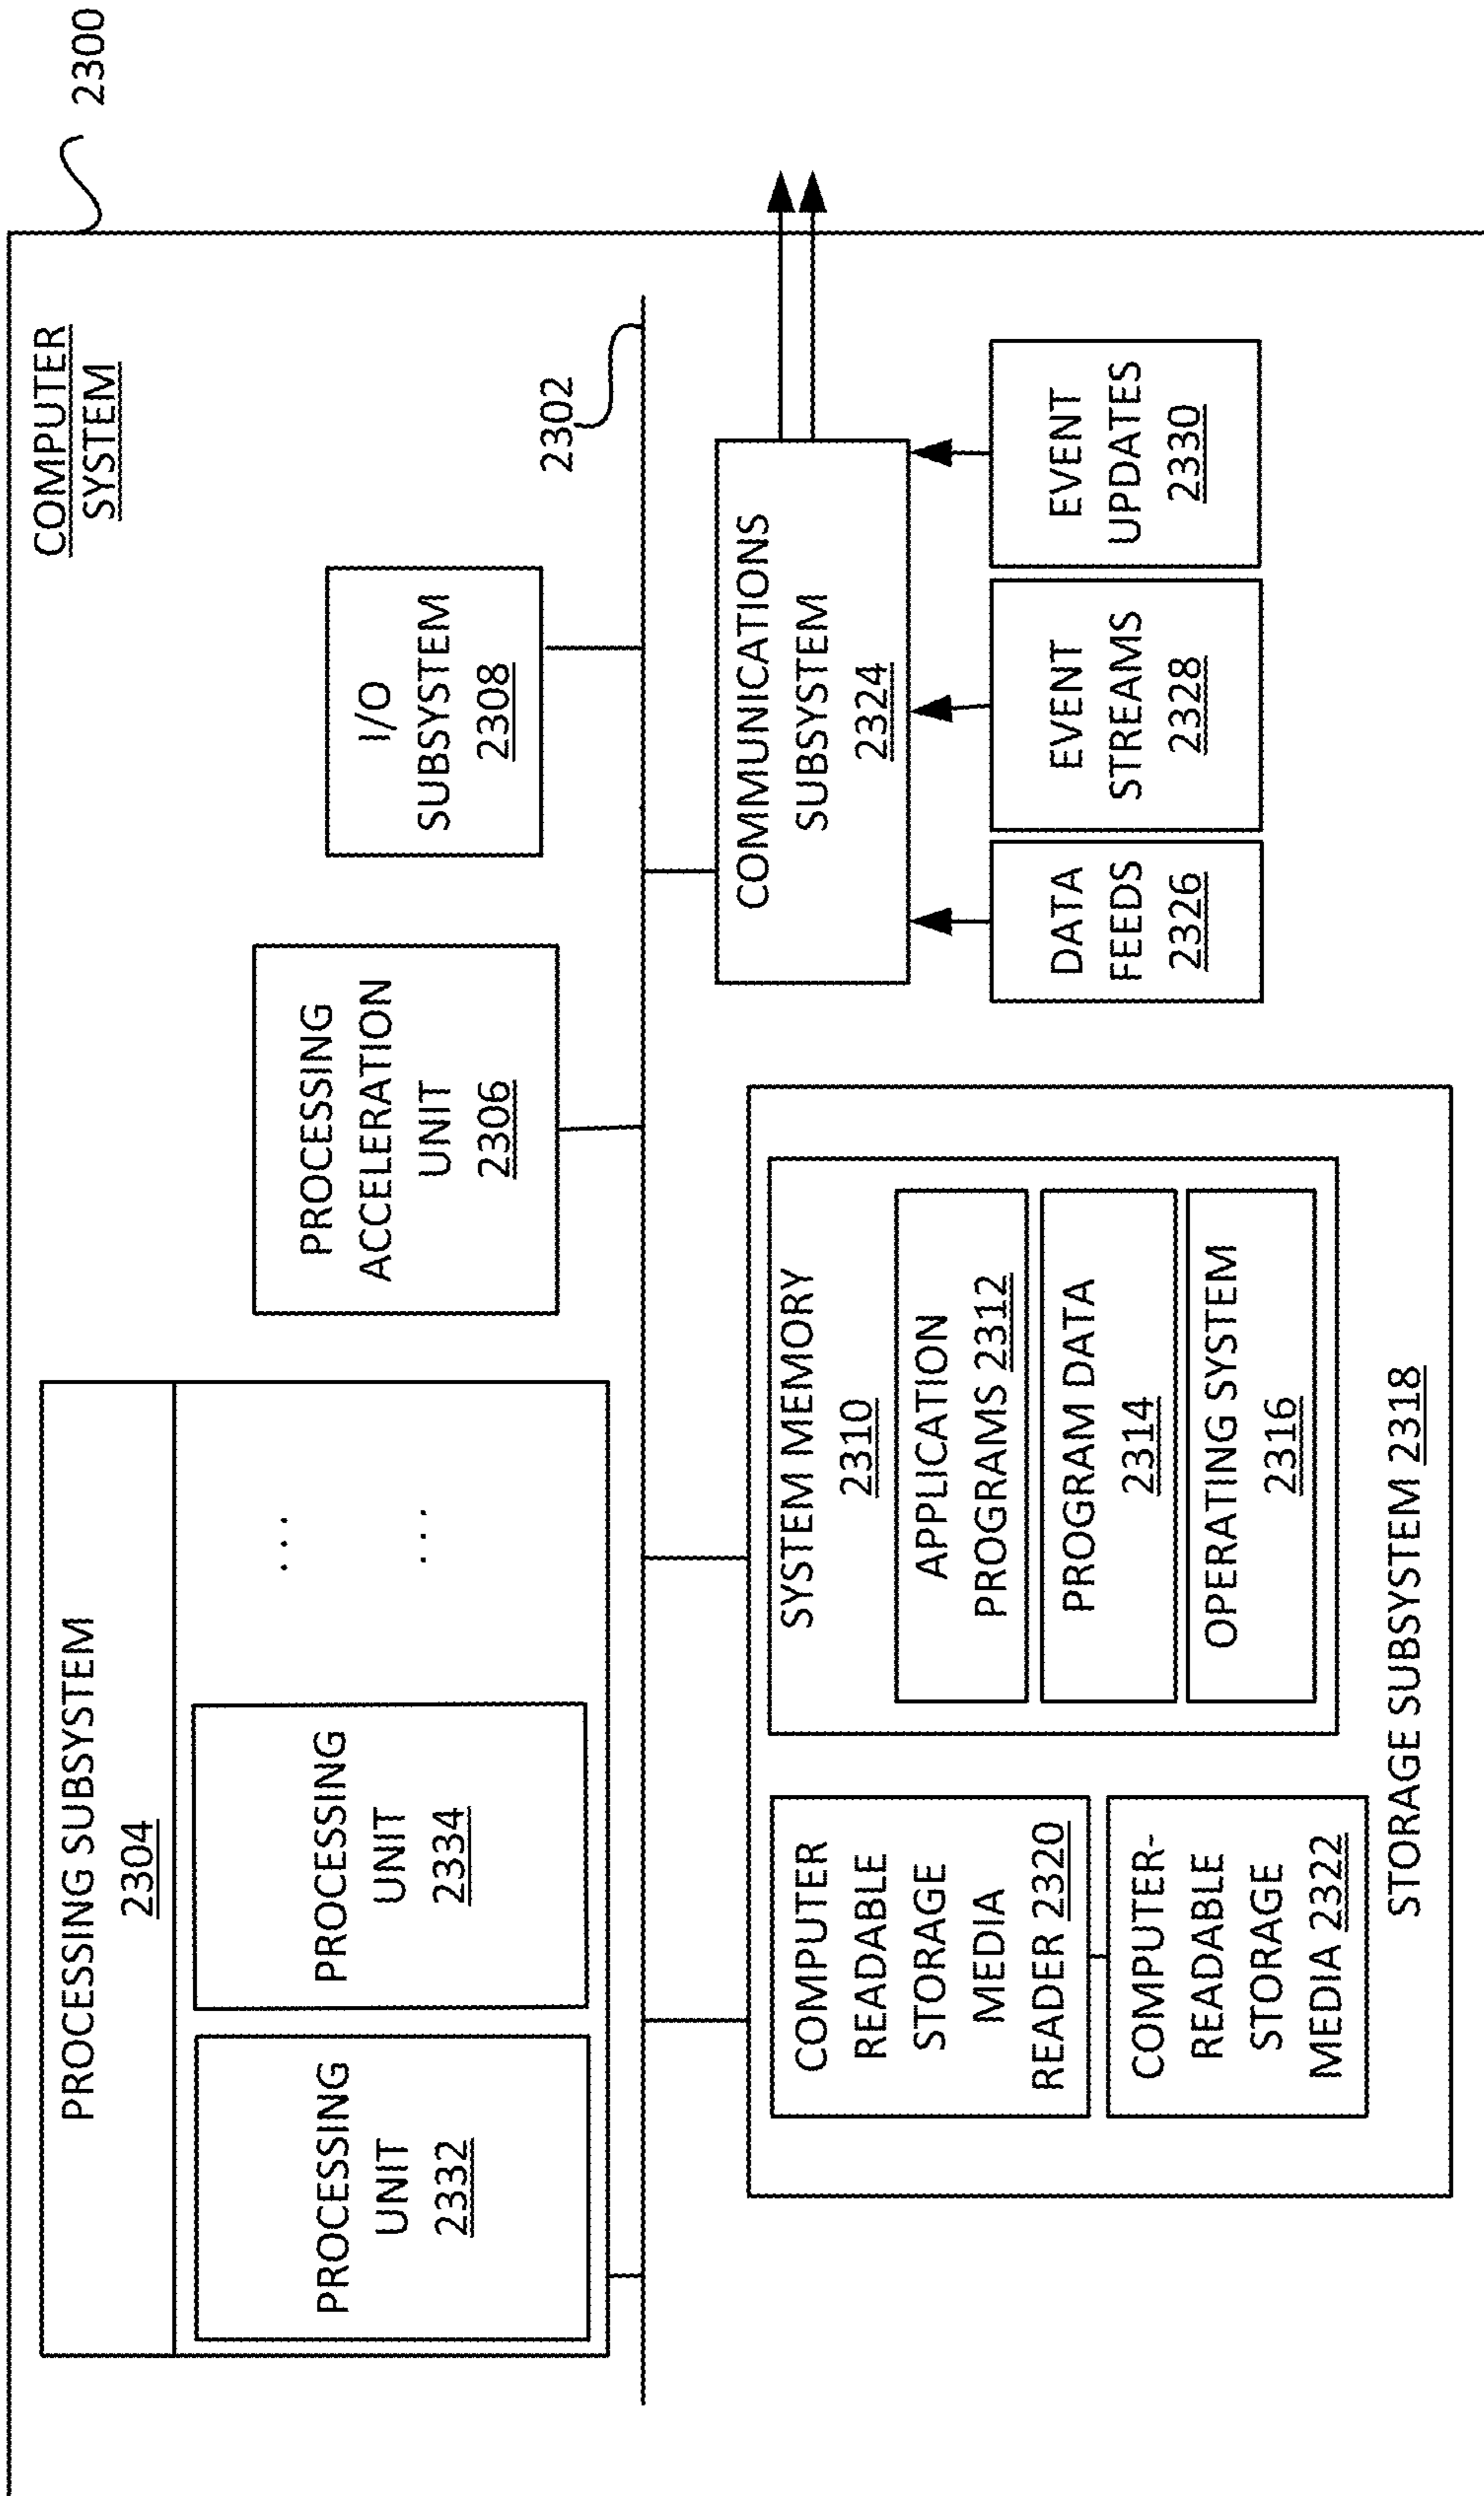 2300
COMPUTER
SYSTEM
PROCESSING SUBSYSTEM
2304
PROCESSING
UNIT
2332
PROCESSING
UNIT
2334
. . .
. . .
PROCESSING
ACCELERATION
UNIT
2306
I/O
SUBSYSTEM
2308
2302
COMPUTER
READABLE
STORAGE
MEDIA
READER 2320
COMPUTER-
READABLE
STORAGE
MEDIA 2322
SYSTEM MEMORY
2310
APPLICATION
PROGRAMS 2312
PROGRAM DATA
2314
OPERATING SYSTEM
2316
STORAGE SUBSYSTEM 2318
COMMUNICATIONS
SUBSYSTEM
2324
DATA
FEEDS
2326
EVENT
STREAMS
2328
EVENT
UPDATES
2330